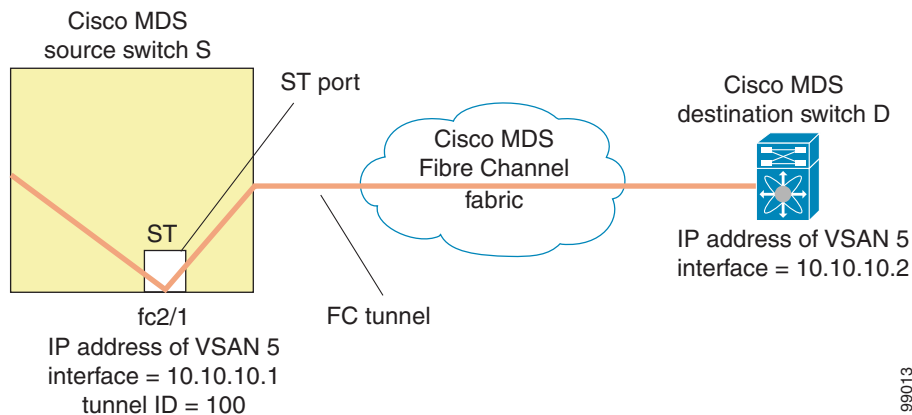 Cisco MDS
source switch S
ST port
Cisco MDS
Fibre Channel
fabric
Cisco MDS
destination switch D
ST
fc2/1
IP address of VSAN 5
interface = 10.10.10.1
tunnel ID = 100
FC tunnel
IP address of VSAN 5
interface = 10.10.10.2
99013